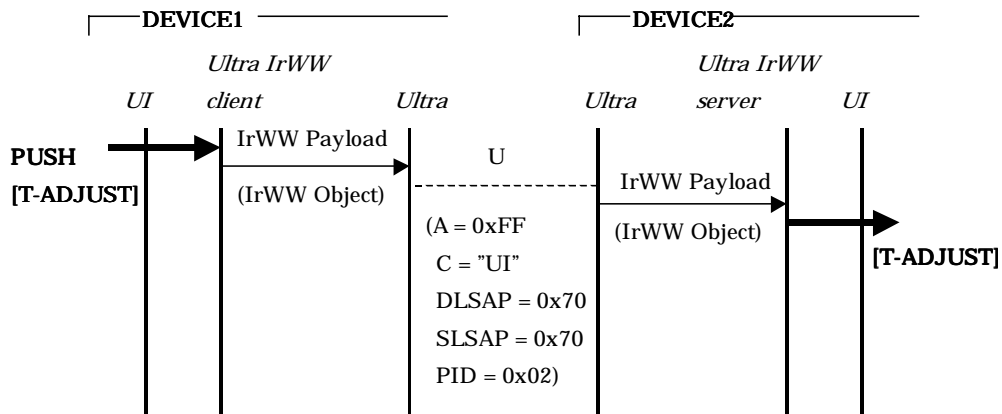 DEVICE1 DEVICE2
Ultra IrWW Ultra IrWW
UI client Ultra Ultra server UI
IrWW Payload
PUSH
U
[T-ADJUST]
(IrWW Object)
IrWW Payload
(IrWW Object)
(A = 0xFF
C = ”UI”
DLSAP = 0x70
SLSAP = 0x70
PID = 0x02)
[T-ADJUST]